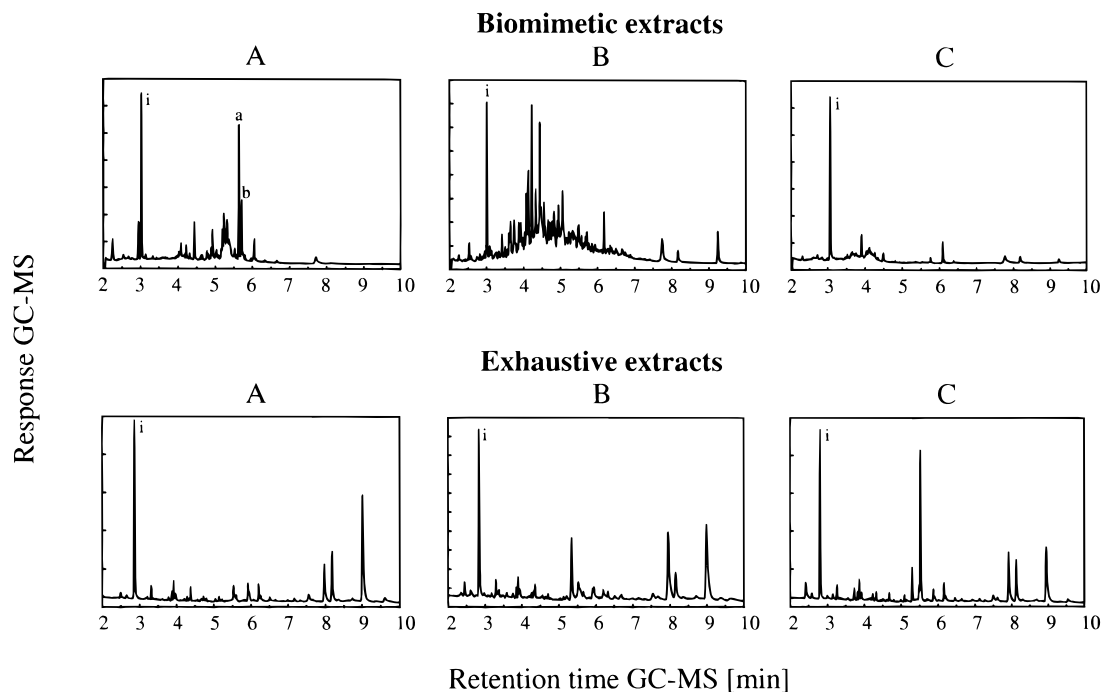 Biomimetic extracts
A B C
i a b
i
i
2 3 4 5 6 7 8 9 10
2 3 4 5 6 7 8 9 10
2 3 4 5 6 7 8 9 10
Response GC-MS
Exhaustive extracts
A B C
i
i
i
2 3 4 5 6 7 8 9 10
2 3 4 5 6 7 8 9 10
2 3 4 5 6 7 8 9 10
Retention time GC-MS [min]